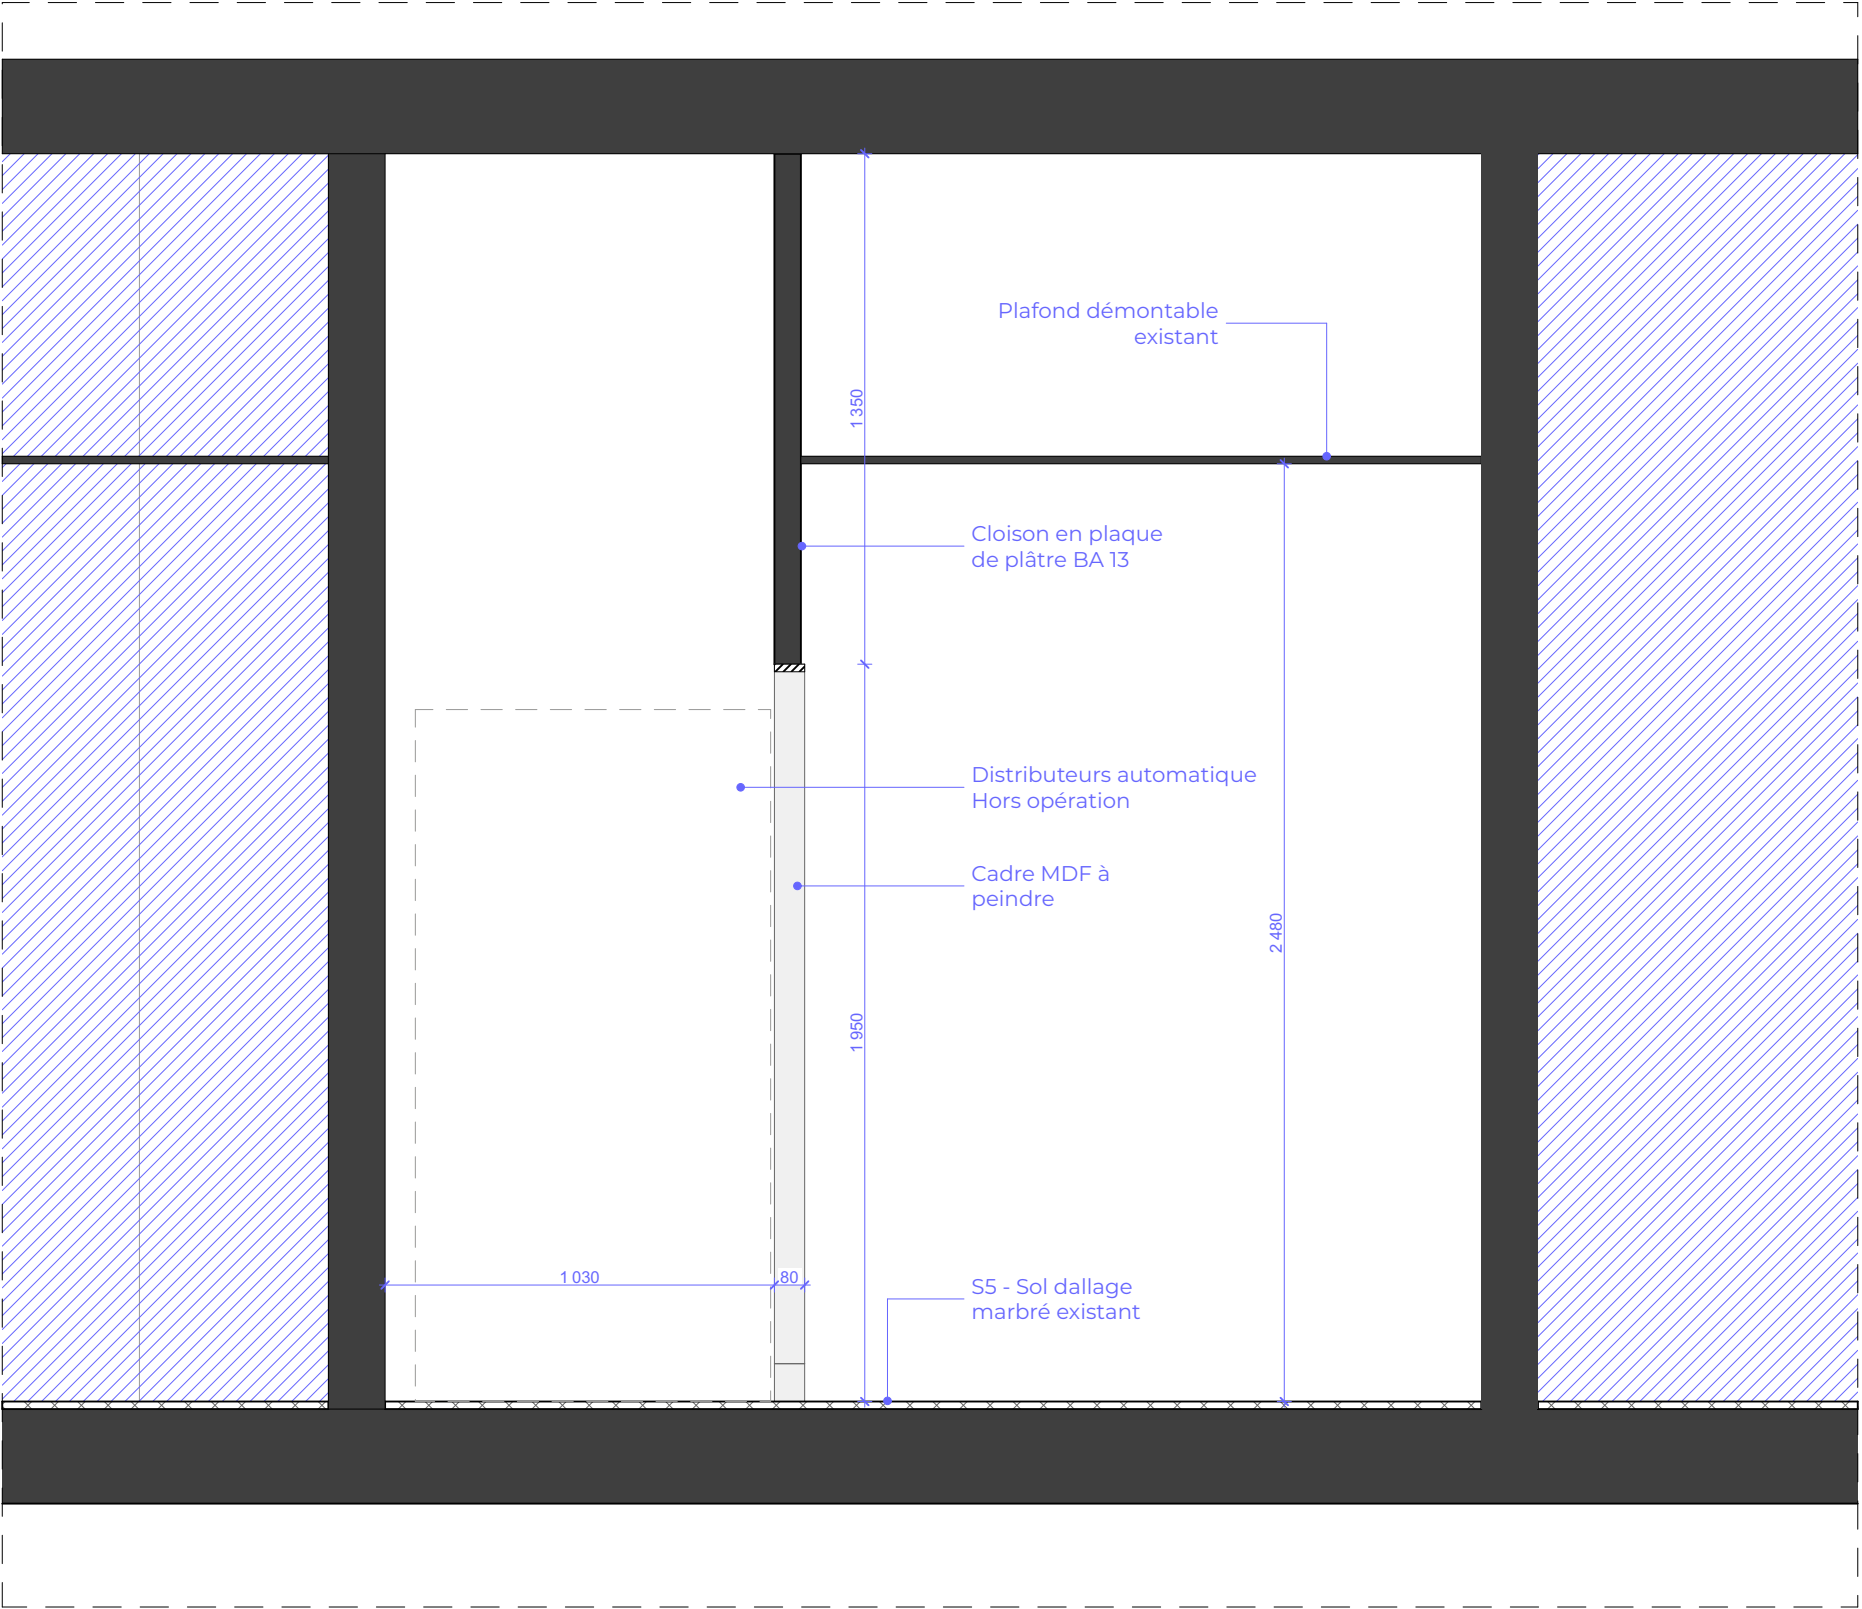 Plafond démontable
existant
1 350
Cloison en plaque
de plâtre BA 13
Distributeurs automatique
Hors opération
Cadre MDF à
peindre
2 480
1 950
1 030
80
S5 - Sol dallage
marbré existant